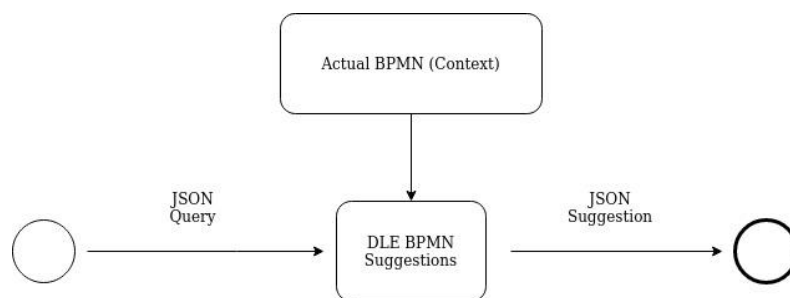 Actual BPMN (Context)
JSON
Query
DLE BPMN
Suggestions
JSON
Suggestion